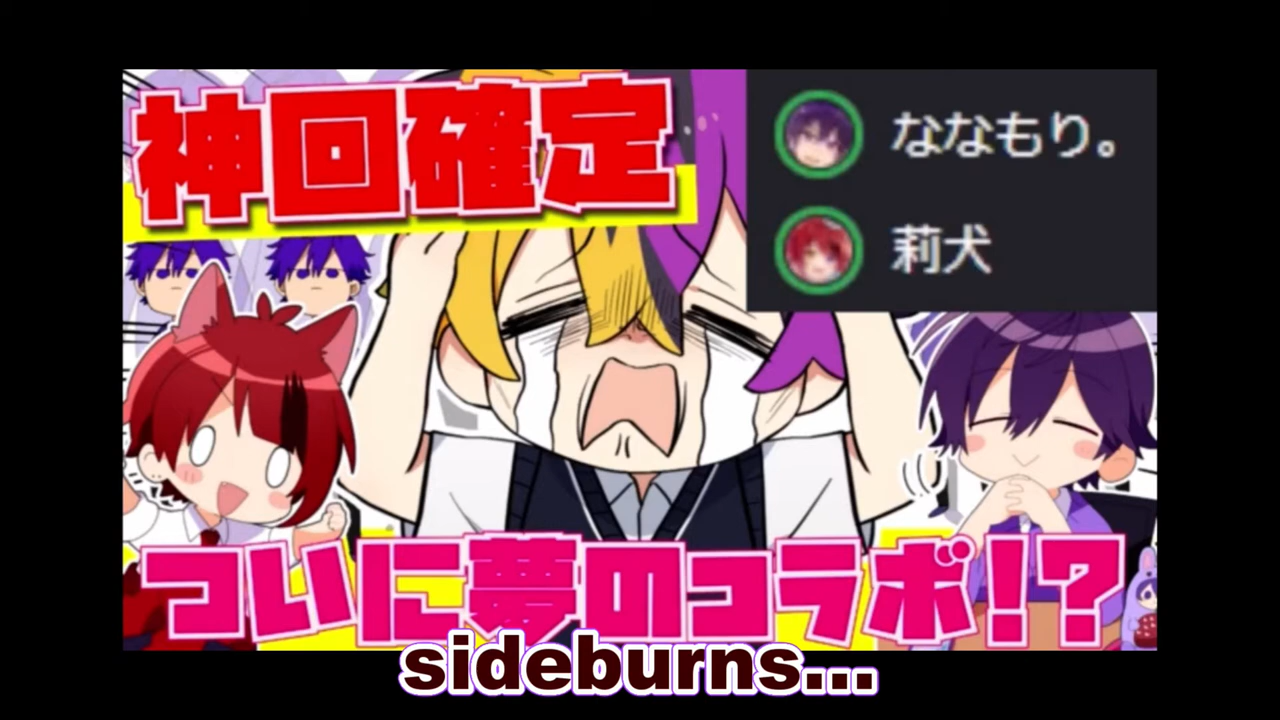 神回確定
ななもり。
莉犬
ついに夢のコラボ!?
sideburns...